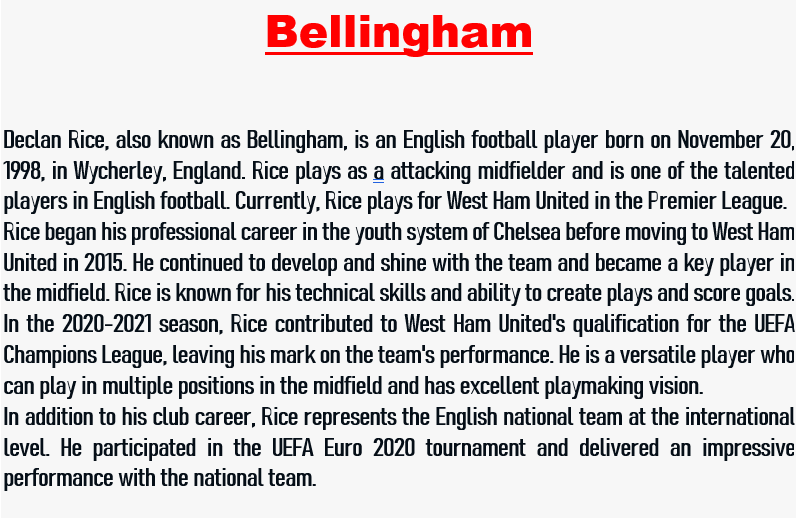 Bellingham
Declan Rice, also known as Bellingham, is an English football player born on November 20,
1998, in Wycherley, England. Rice plays as a attacking midfielder and is one of the talented
players in English football. Currently, Rice plays for West Ham United in the Premier League.
Rice began his professional career in the youth system of Chelsea before moving to West Ham
United in 2015. He continued to develop and shine with the team and became a key player in
the midfield. Rice is known for his technical skills and ability to create plays and score goals.
In the 2020-2021 season, Rice contributed to West Ham United's qualification for the UEFA
Champions League, leaving his mark on the team's performance. He is a versatile player who
can play in multiple positions in the midfield and has excellent playmaking vision.
In addition to his club career, Rice represents the English national team at the international
level. He participated in the UEFA Euro 2020 tournament and delivered an impressive
performance with the national team.